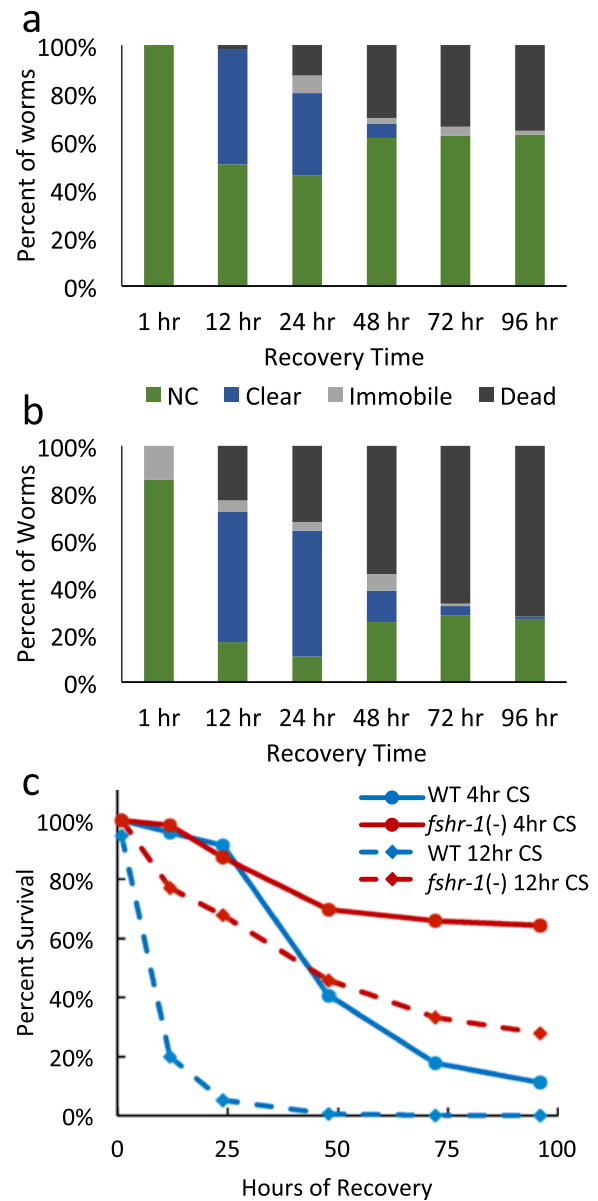 a
100%
80%
60%
40%
20%
0%
Percent of worms
1 hr 12 hr 24 hr 48 hr 72 hr 96 hr
Recovery Time
NC Clear Immobile Dead
b
100%
80%
60%
40%
20%
0%
Percent of Worms
1 hr 12 hr 24 hr 48 hr 72 hr 96 hr
Recovery Time
c
WT 4hr CS
fshr-1(-) 4hr CS
WT 12hr CS
fshr-1(-) 12hr CS
100%
80%
60%
40%
20%
0%
Percent Survival
0 25 50 75 100
Hours of Recovery